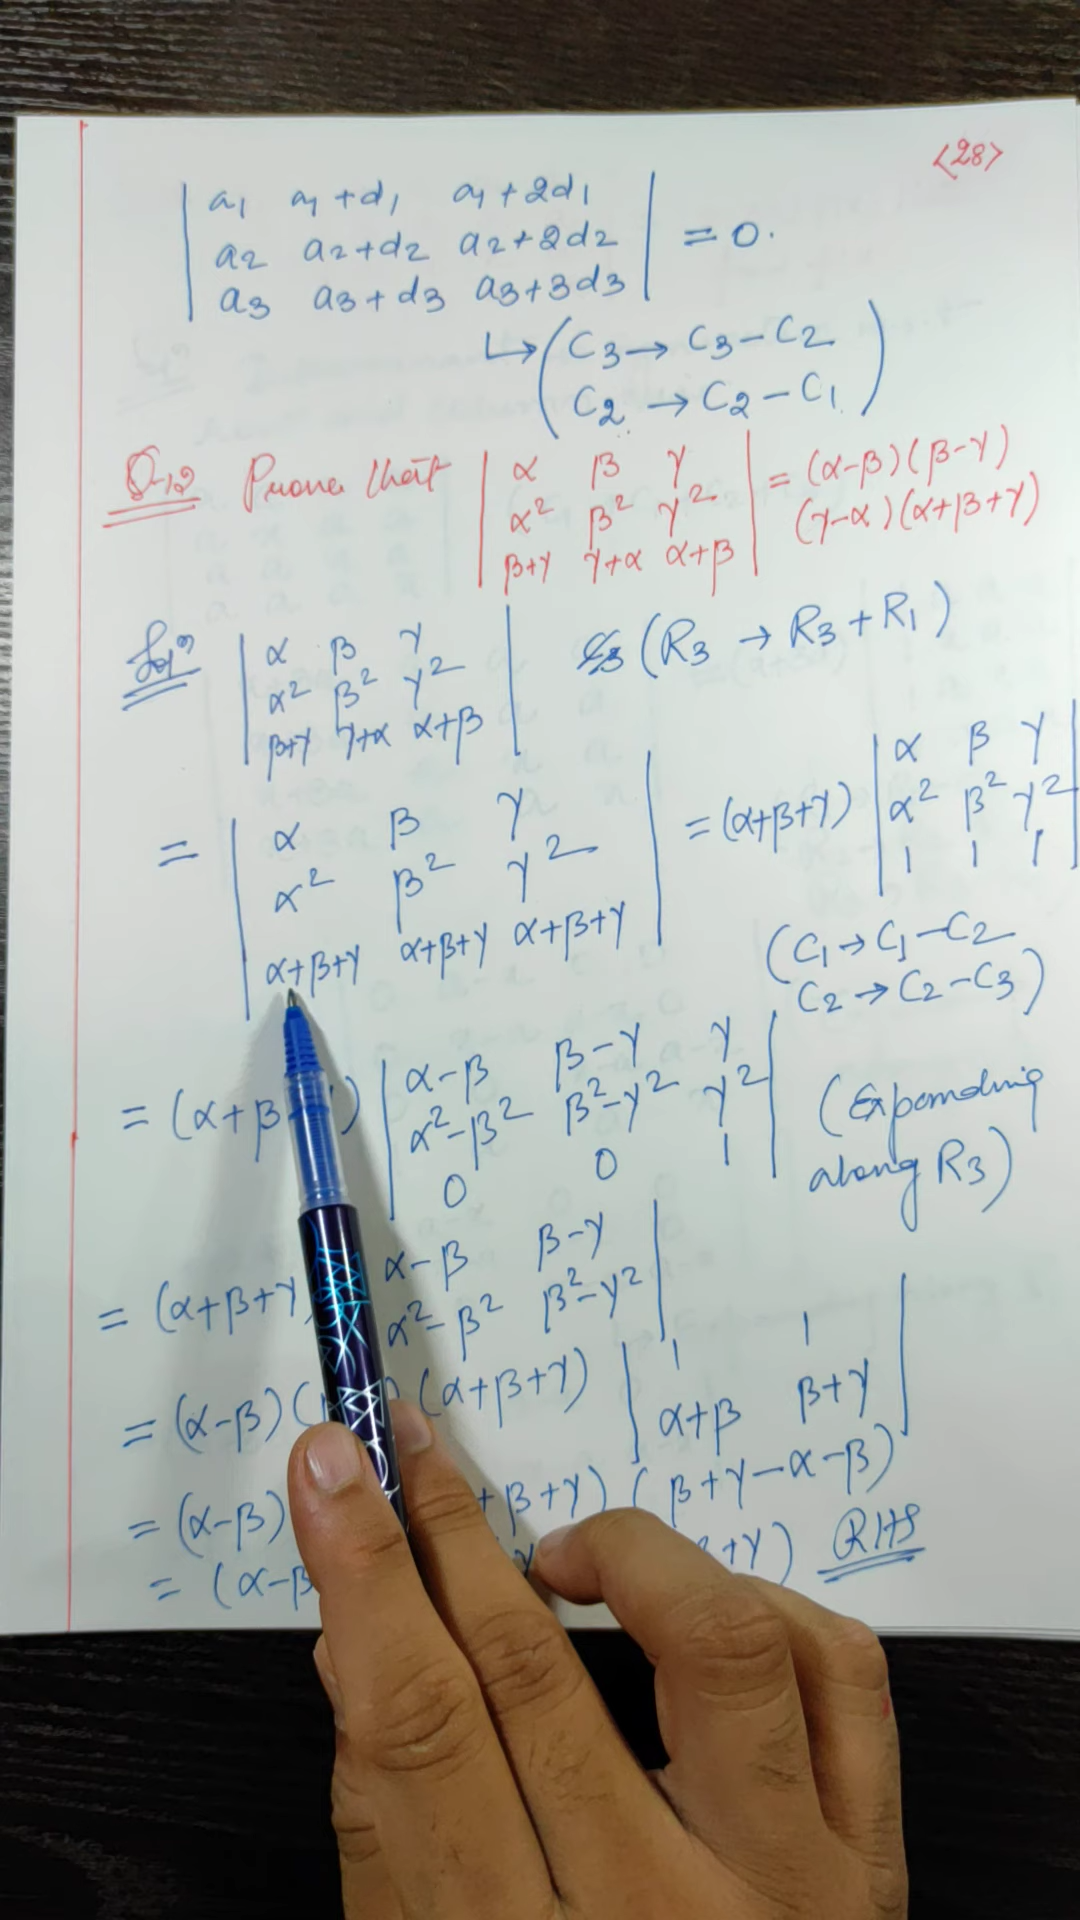 <28>
| a1 a1+d1 a1+2d1 |
| a2 a2+d2 a2+2d2 | = 0.
| a3 a3+d3 a3+3d3 |
↳ ( C3 → C3 - C2
C2 → C2 - C1 )
Q-12 Prove that | α β γ | = (α-β)(β-γ)
| α² β² γ² | (γ-α)(α+β+γ)
| β+γ γ+α α+β |
Solⁿ | α β γ | (R3 → R3 + R1)
| α² β² γ² |
| β+γ γ+α α+β |
= | α β γ | = (α+β+γ) | α β γ |
| α² β² γ² | | α² β² γ² |
| α+β+γ α+β+γ α+β+γ | | 1 1 1 |
(C1 → C1 - C2
C2 → C2 - C3)
= (α+β )| α-β β-γ γ |
| α²-β² β²-γ² γ² | (Expanding
| 0 0 1 | along R3)
= (α+β+γ α-β β-γ |
α²-β² β²-γ² |
= (α-β)( ) (α+β+γ) | 1 1 |
| α+β β+γ |
= (α-β) +β+γ) (β+γ-α-β)
= (α-β +γ) RHS